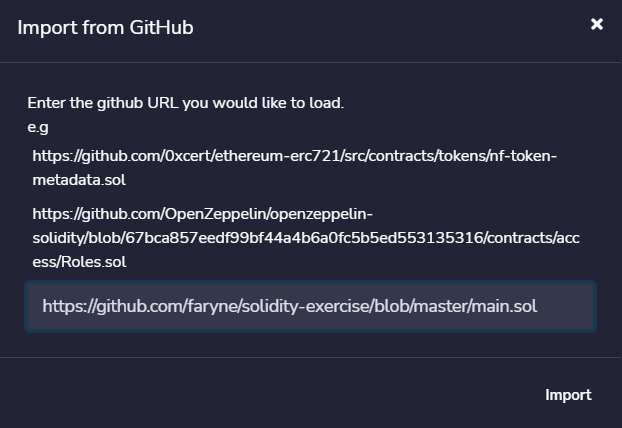 Import from GitHub
Enter the github URL you would like to load.
e.g
https://github.com/0xcert/ethereum-erc721/src/contracts/tokens/nf-token-
metadata.sol
https://github.com/OpenZeppelin/openzeppelin-
solidity/blob/67bca857eedf99bf44a4b6a0fc5b5ed553135316/contracts/acc
ess/Roles.sol
https://github.com/faryne/solidity-exercise/blob/master/main.sol
Import